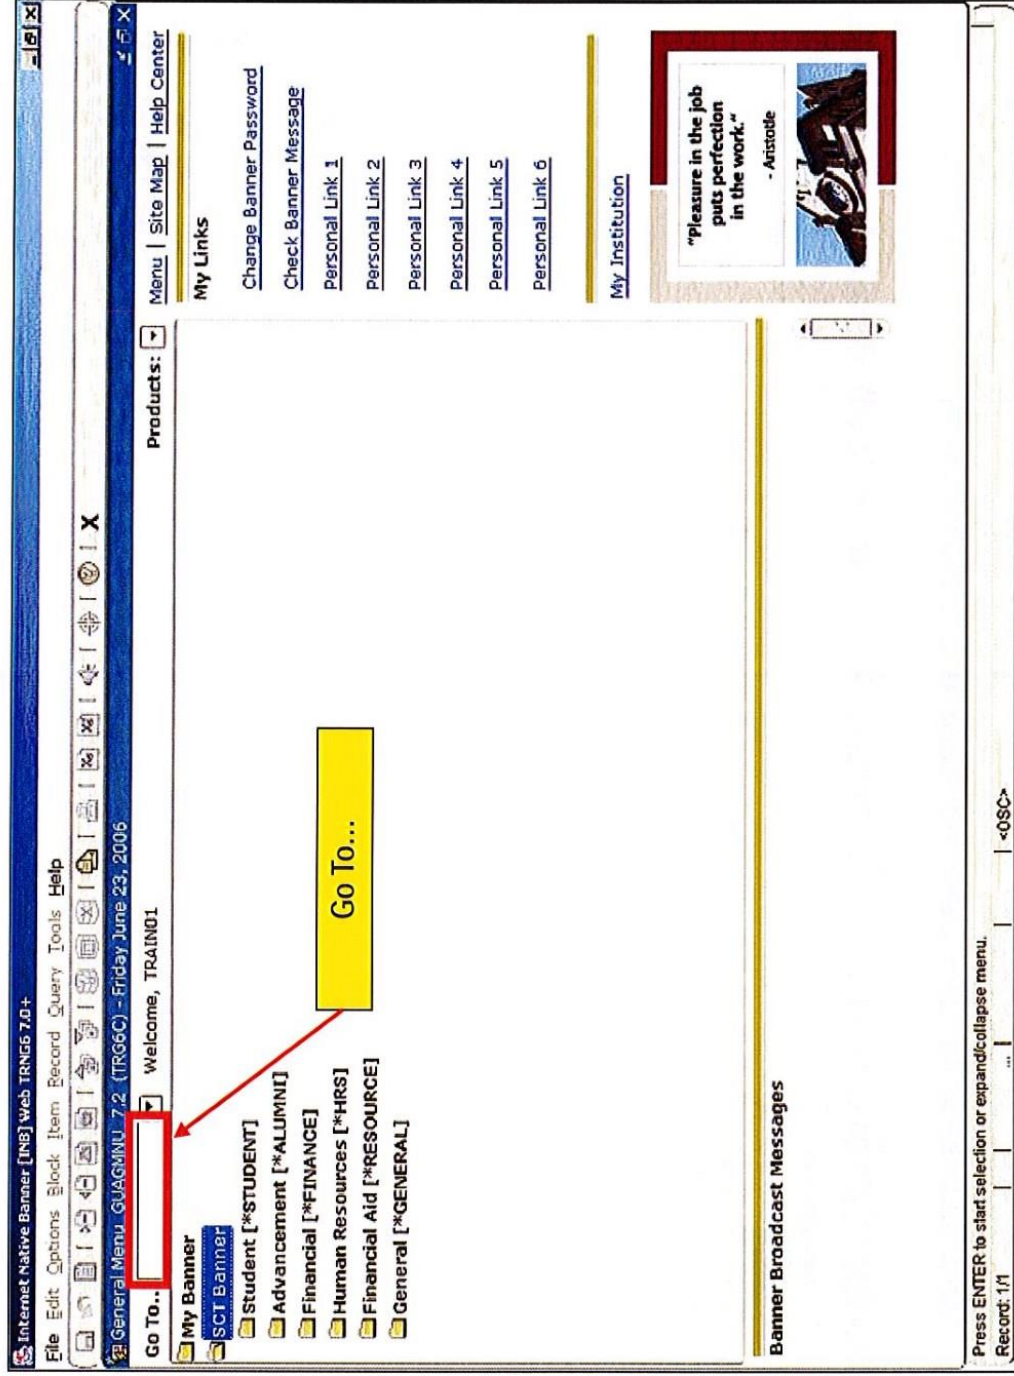 Internet Native Banner [INB] Web TRNG6 7.0+
File Edit Options Block Item Record Query Tools Help
General Menu GUAGMNU 7.2 (TRG6C) - Friday June 23, 2006
Go To... Welcome, TRAIN01 Products: Menu | Site Map | Help Center
My Banner
SCT Banner
Student [*STUDENT]
Advancement [*ALUMNI]
Financial [*FINANCE]
Human Resources [*HRS]
Financial Aid [*RESOURCE]
General [*GENERAL]
Go To...
My Links
Change Banner Password
Check Banner Message
Personal Link 1
Personal Link 2
Personal Link 3
Personal Link 4
Personal Link 5
Personal Link 6
My Institution
"Pleasure in the job
puts perfection
in the work."
- Aristotle
Banner Broadcast Messages
Press ENTER to start selection or expand/collapse menu.
Record: 1/1 ... <OSC>